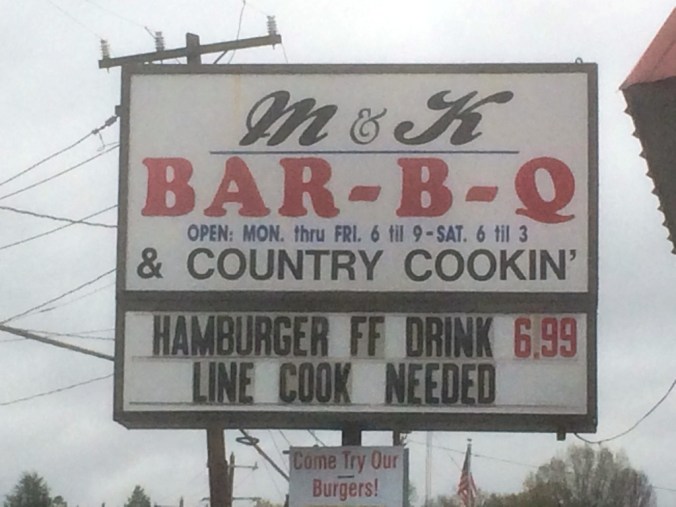 M & K
BAR-B-Q
OPEN: MON. thru FRI. 6 til 9-SAT. 6 til 3
& COUNTRY COOKIN'
HAMBURGER FF DRINK 6.99
LINE COOK NEEDED
Come Try Our
Burgers!